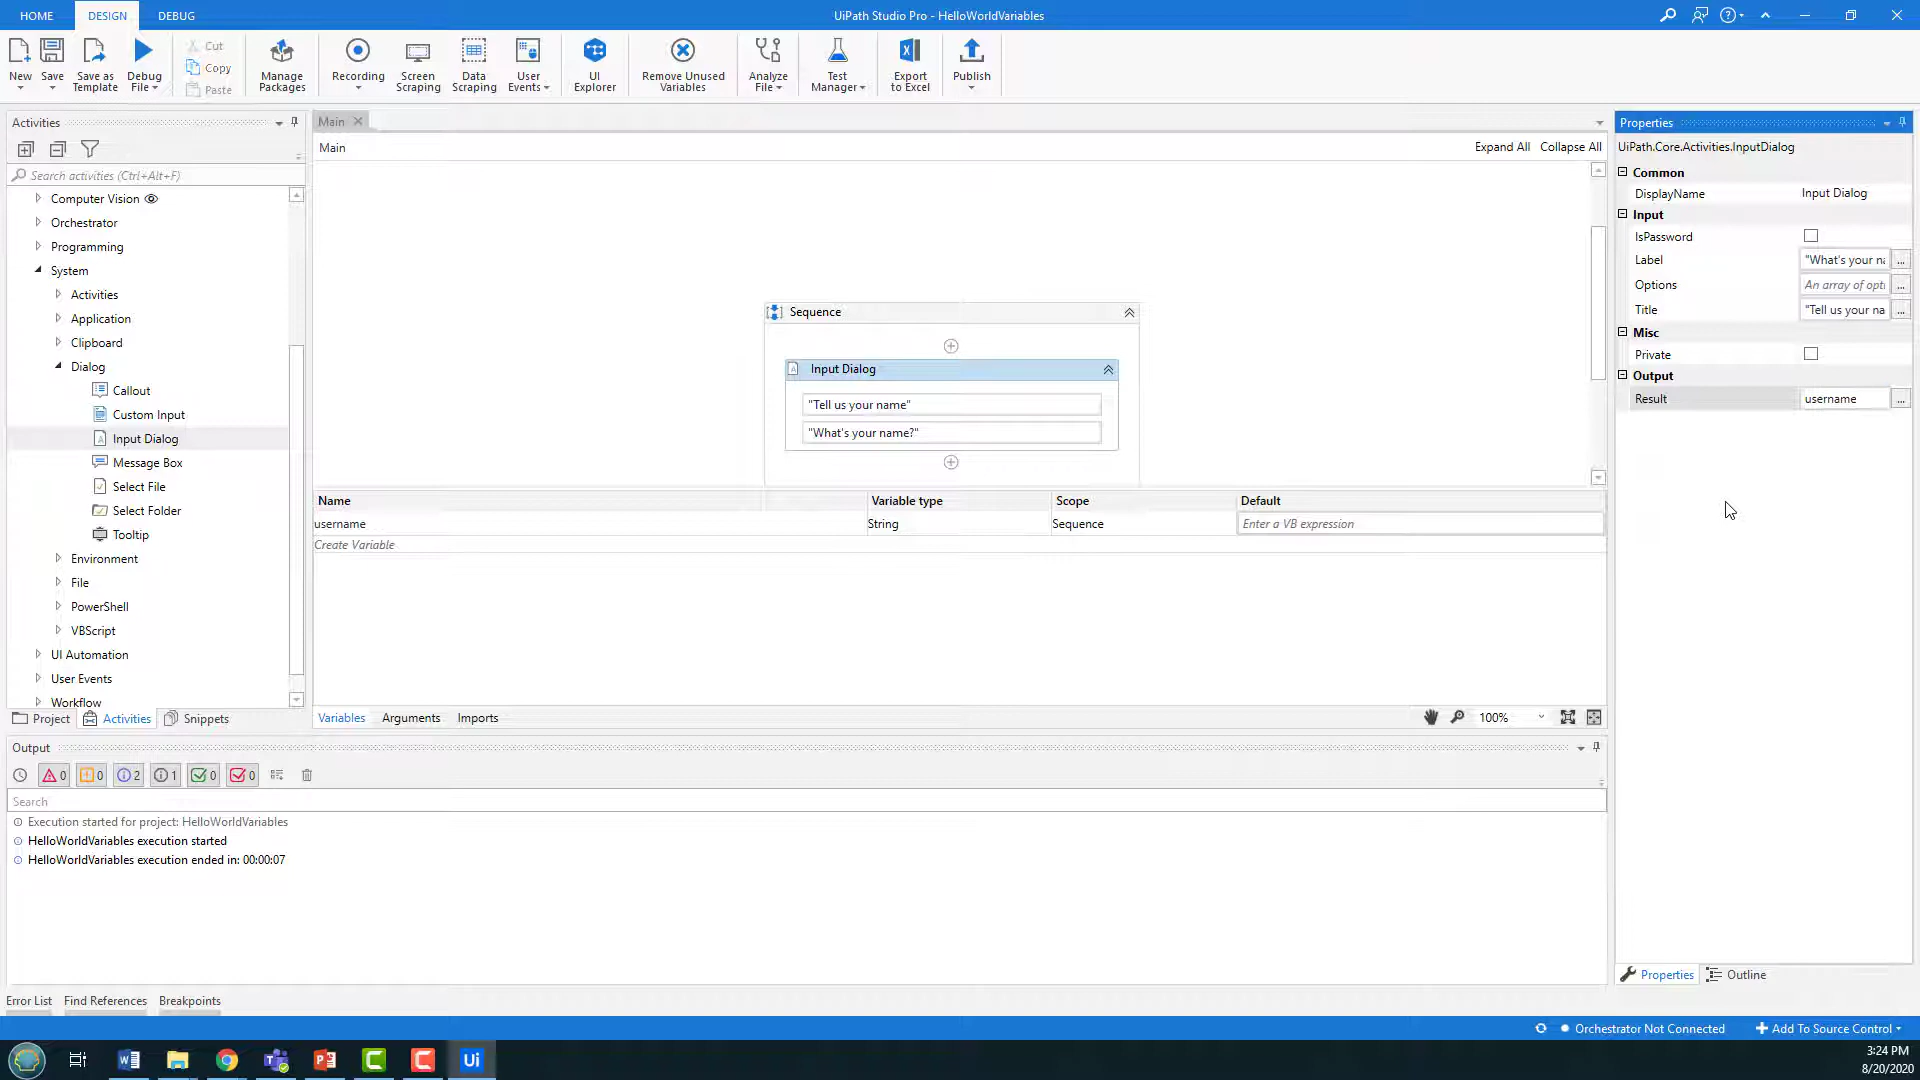 HOME DESIGN DEBUG UiPath Studio Pro - HelloWorldVariables
New Save Save as Template Debug File Cut Copy Paste Manage Packages Recording Screen Scraping Data Scraping User Events UI Explorer Remove Unused Variables Analyze File Test Manager Export to Excel Publish
Activities
Search activities (Ctrl+Alt+F)
Computer Vision
Orchestrator
Programming
System
Activities
Application
Clipboard
Dialog
Callout
Custom Input
Input Dialog
Message Box
Select File
Select Folder
Tooltip
Environment
File
PowerShell
VBScript
UI Automation
User Events
Workflow
Project Activities Snippets
Main
Main Expand All Collapse All
Sequence
Input Dialog
"Tell us your name"
"What's your name?"
Name Variable type Scope Default
username String Sequence Enter a VB expression
Create Variable
Variables Arguments Imports 100%
Properties
UiPath.Core.Activities.InputDialog
Common
DisplayName Input Dialog
Input
IsPassword
Label "What's your na ...
Options An array of opti ...
Title "Tell us your na ...
Misc
Private
Output
Result username ...
Properties Outline
Output
0 0 2 1 0 0
Search
Execution started for project: HelloWorldVariables
HelloWorldVariables execution started
HelloWorldVariables execution ended in: 00:00:07
Error List Find References Breakpoints
Orchestrator Not Connected Add To Source Control
Ui
3:24 PM
8/20/2020